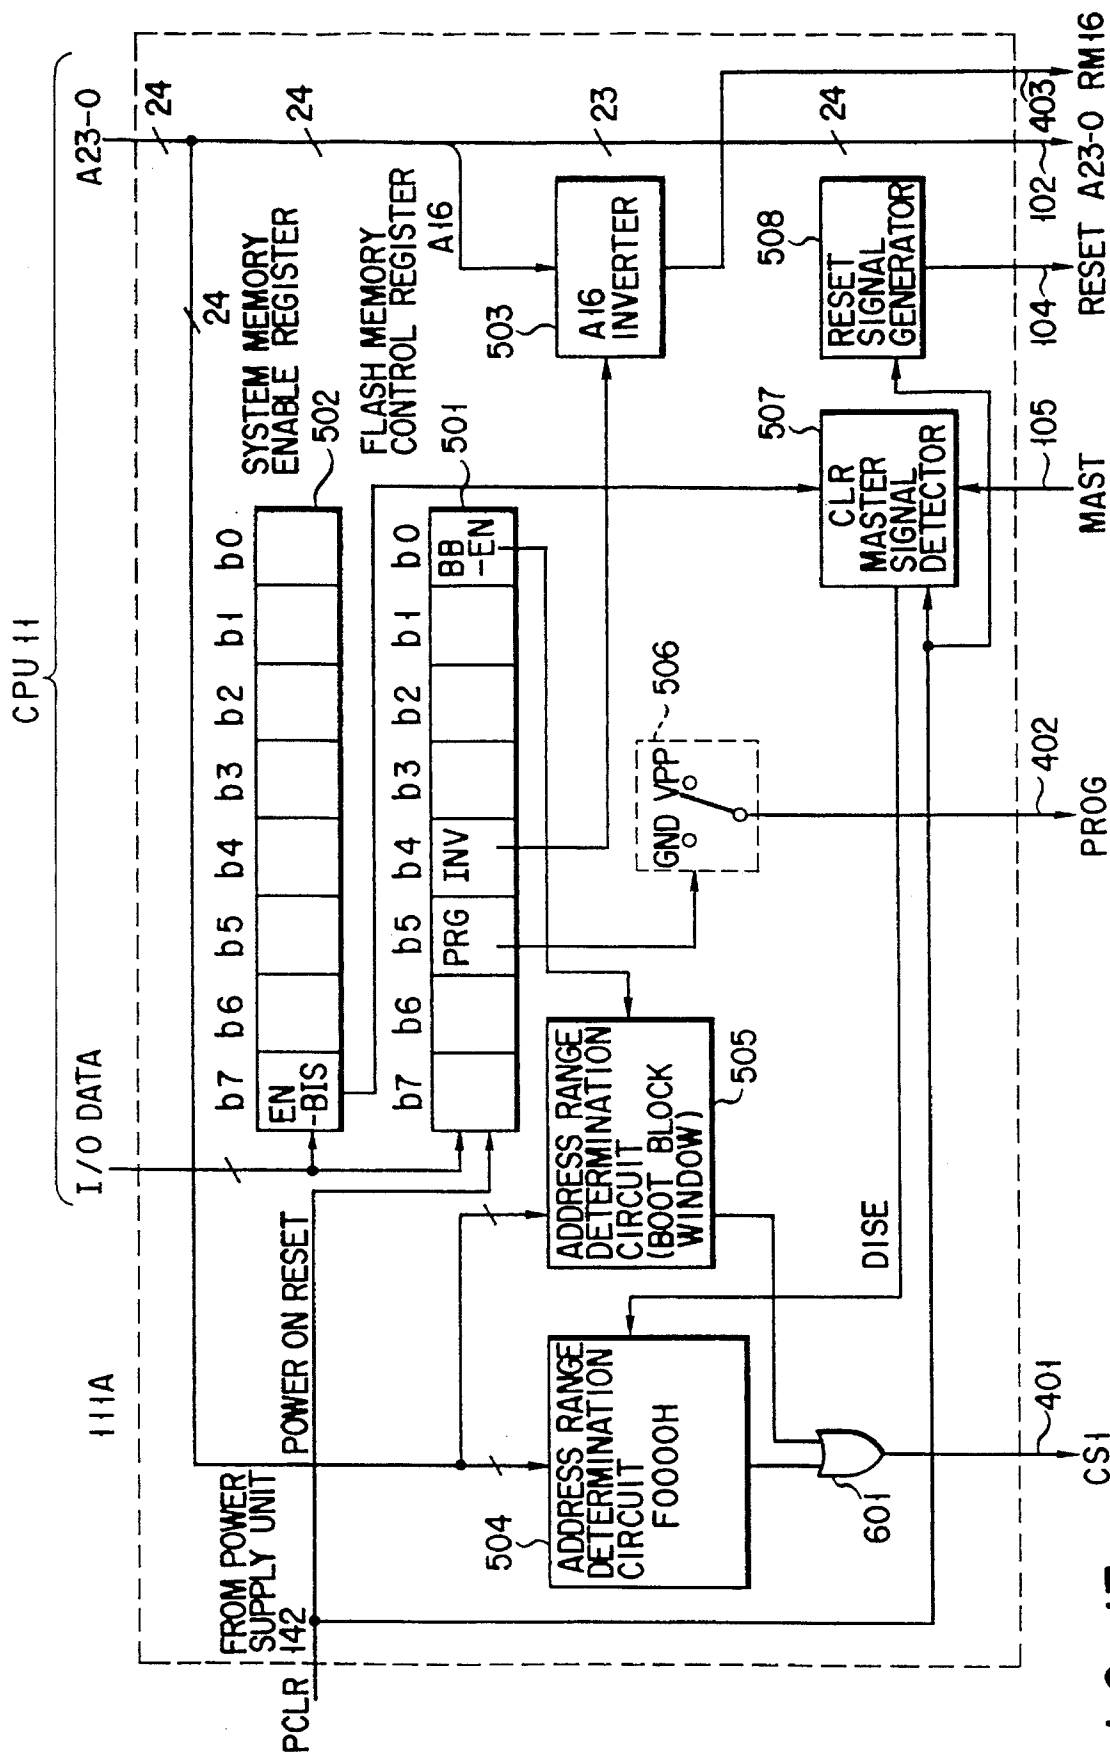 CPU 11
111A
I/O DATA
A23-0
24
24
24
23
24
FROM POWER
SUPPLY UNIT
142
PCLR
POWER ON RESET
SYSTEM MEMORY
ENABLE REGISTER
502
b7 b6 b5 b4 b3 b2 b1 b0
EN
-BIS
FLASH MEMORY
CONTROL REGISTER
501
b7 b6 b5 b4 b3 b2 b1 b0
PRG
INV
BB
-EN
A16
503
A16
INVERTER
504
ADDRESS RANGE
DETERMINATION
CIRCUIT
F0000H
ADDRESS RANGE
DETERMINATION
CIRCUIT
(BOOT BLOCK
WINDOW)
505
GND VPP
506
DISE
507
CLR
MASTER
SIGNAL
DETECTOR
508
RESET
SIGNAL
GENERATOR
601
401
402
105
104
102
403
CS1
PROG
MAST
RESET
A23-0
RM16